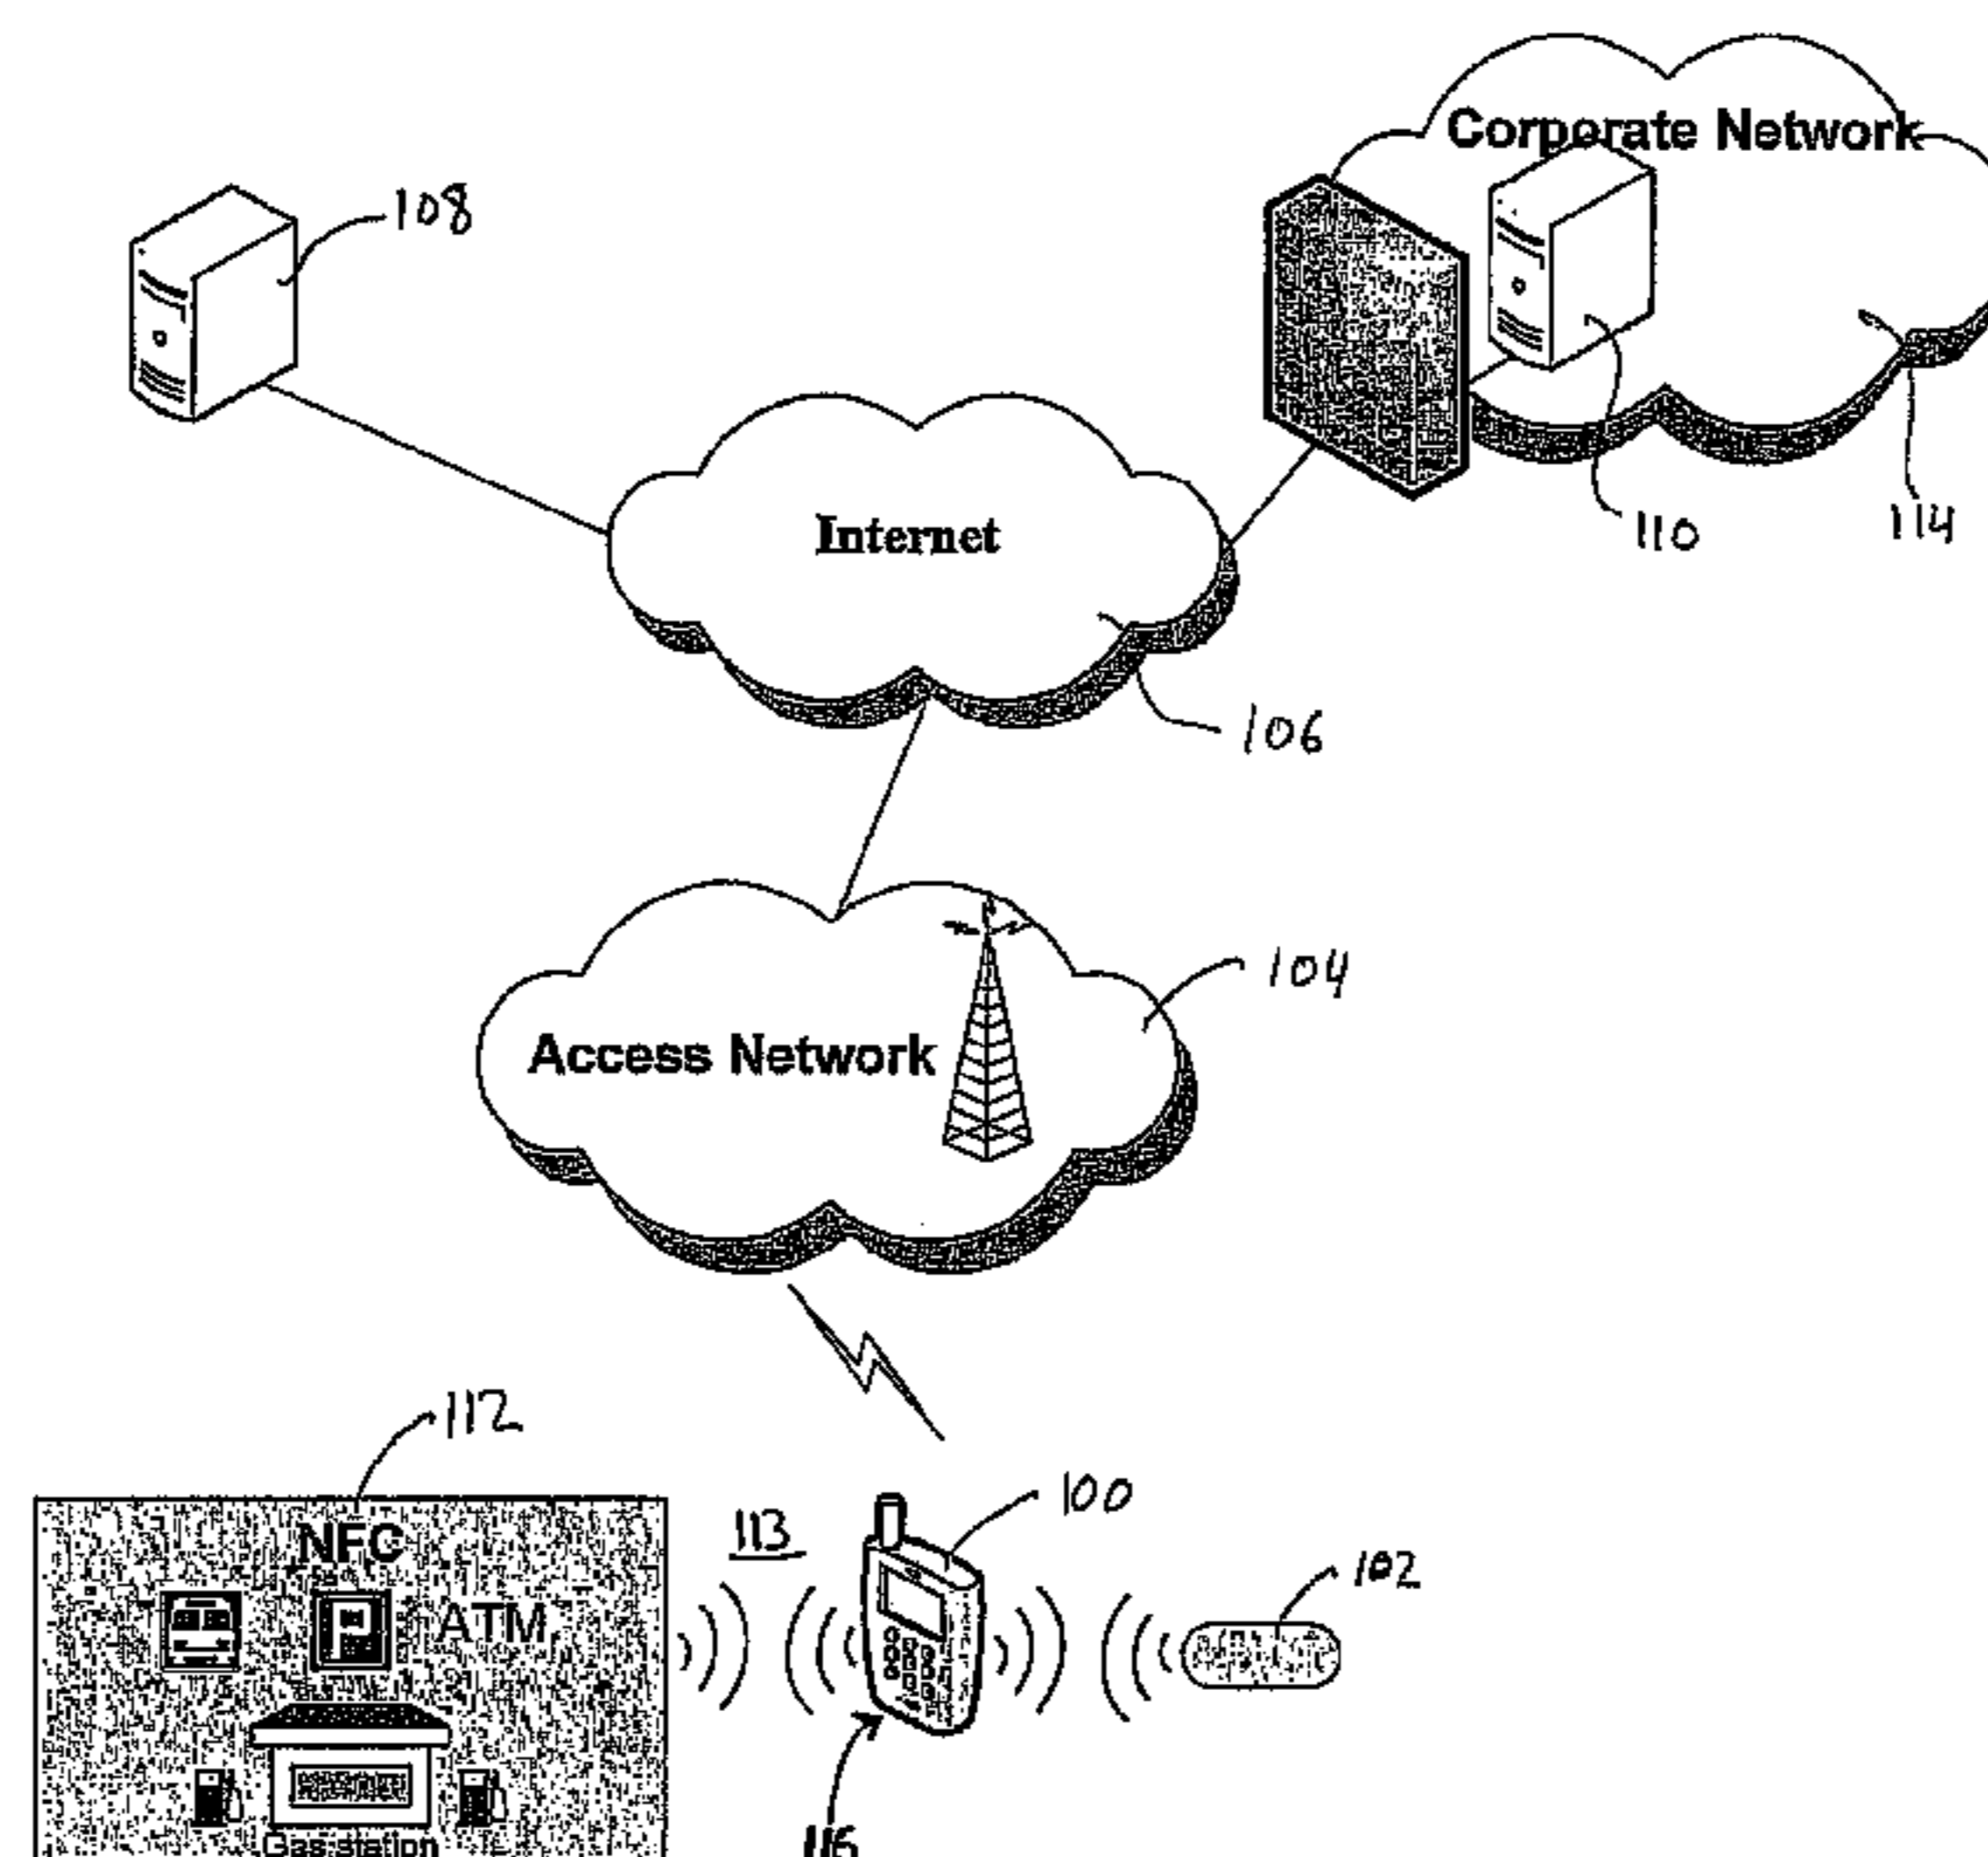 Corporate Network
108
Internet
110
114
106
104
Access Network
112
NFC
113
100
102
P
ATM
Gas station
116